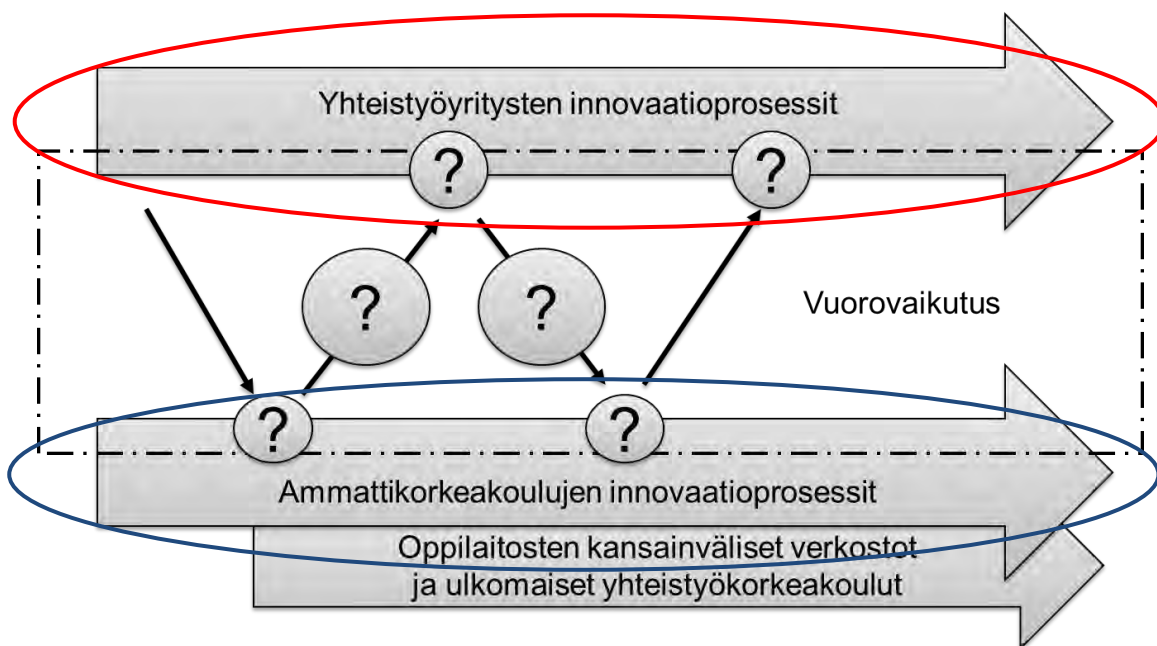 Yhteistyöyritysten innovaatioprosessit
?
?
?
?
Vuorovaikutus
?
?
Ammattikorkeakoulujen innovaatioprosessit
Oppilaitosten kansainväliset verkostot
ja ulkomaiset yhteistyökorkeakoulut